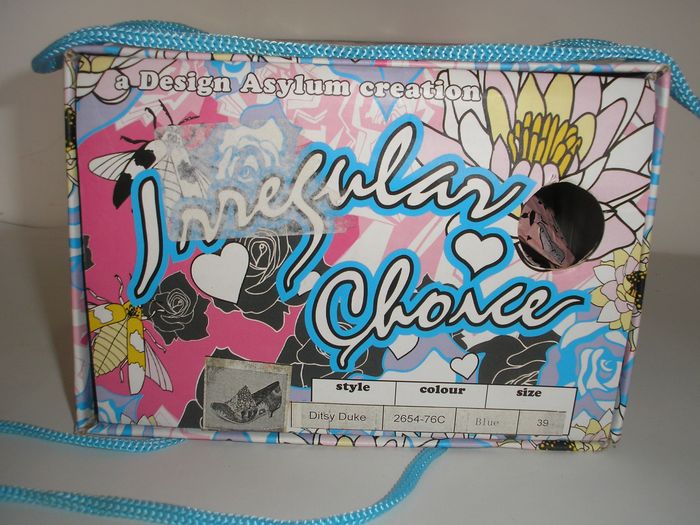 a Design Asylum creation
Irregular
Choice
style colour size
Ditsy Duke 2654-76C Blue 39